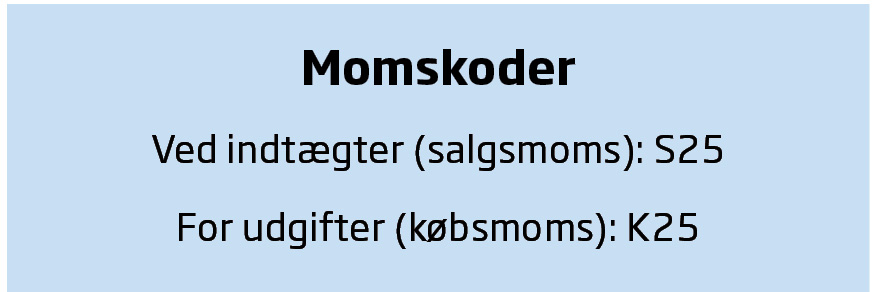 Momskoder
Ved indtægter (salgsmoms): S25
For udgifter (købsmoms): K25